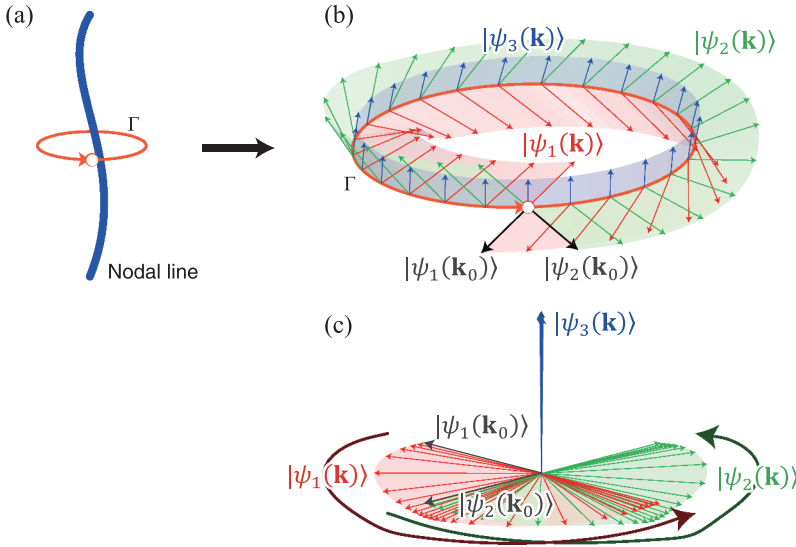 (a)
Γ
Nodal line
(b)
|ψ₃(𝐤)⟩
|ψ₂(𝐤)⟩
|ψ₁(𝐤)⟩
Γ
|ψ₁(𝐤₀)⟩
|ψ₂(𝐤₀)⟩
(c)
|ψ₃(𝐤)⟩
|ψ₁(𝐤₀)⟩
|ψ₁(𝐤)⟩
|ψ₂(𝐤)⟩
|ψ₂(𝐤₀)⟩